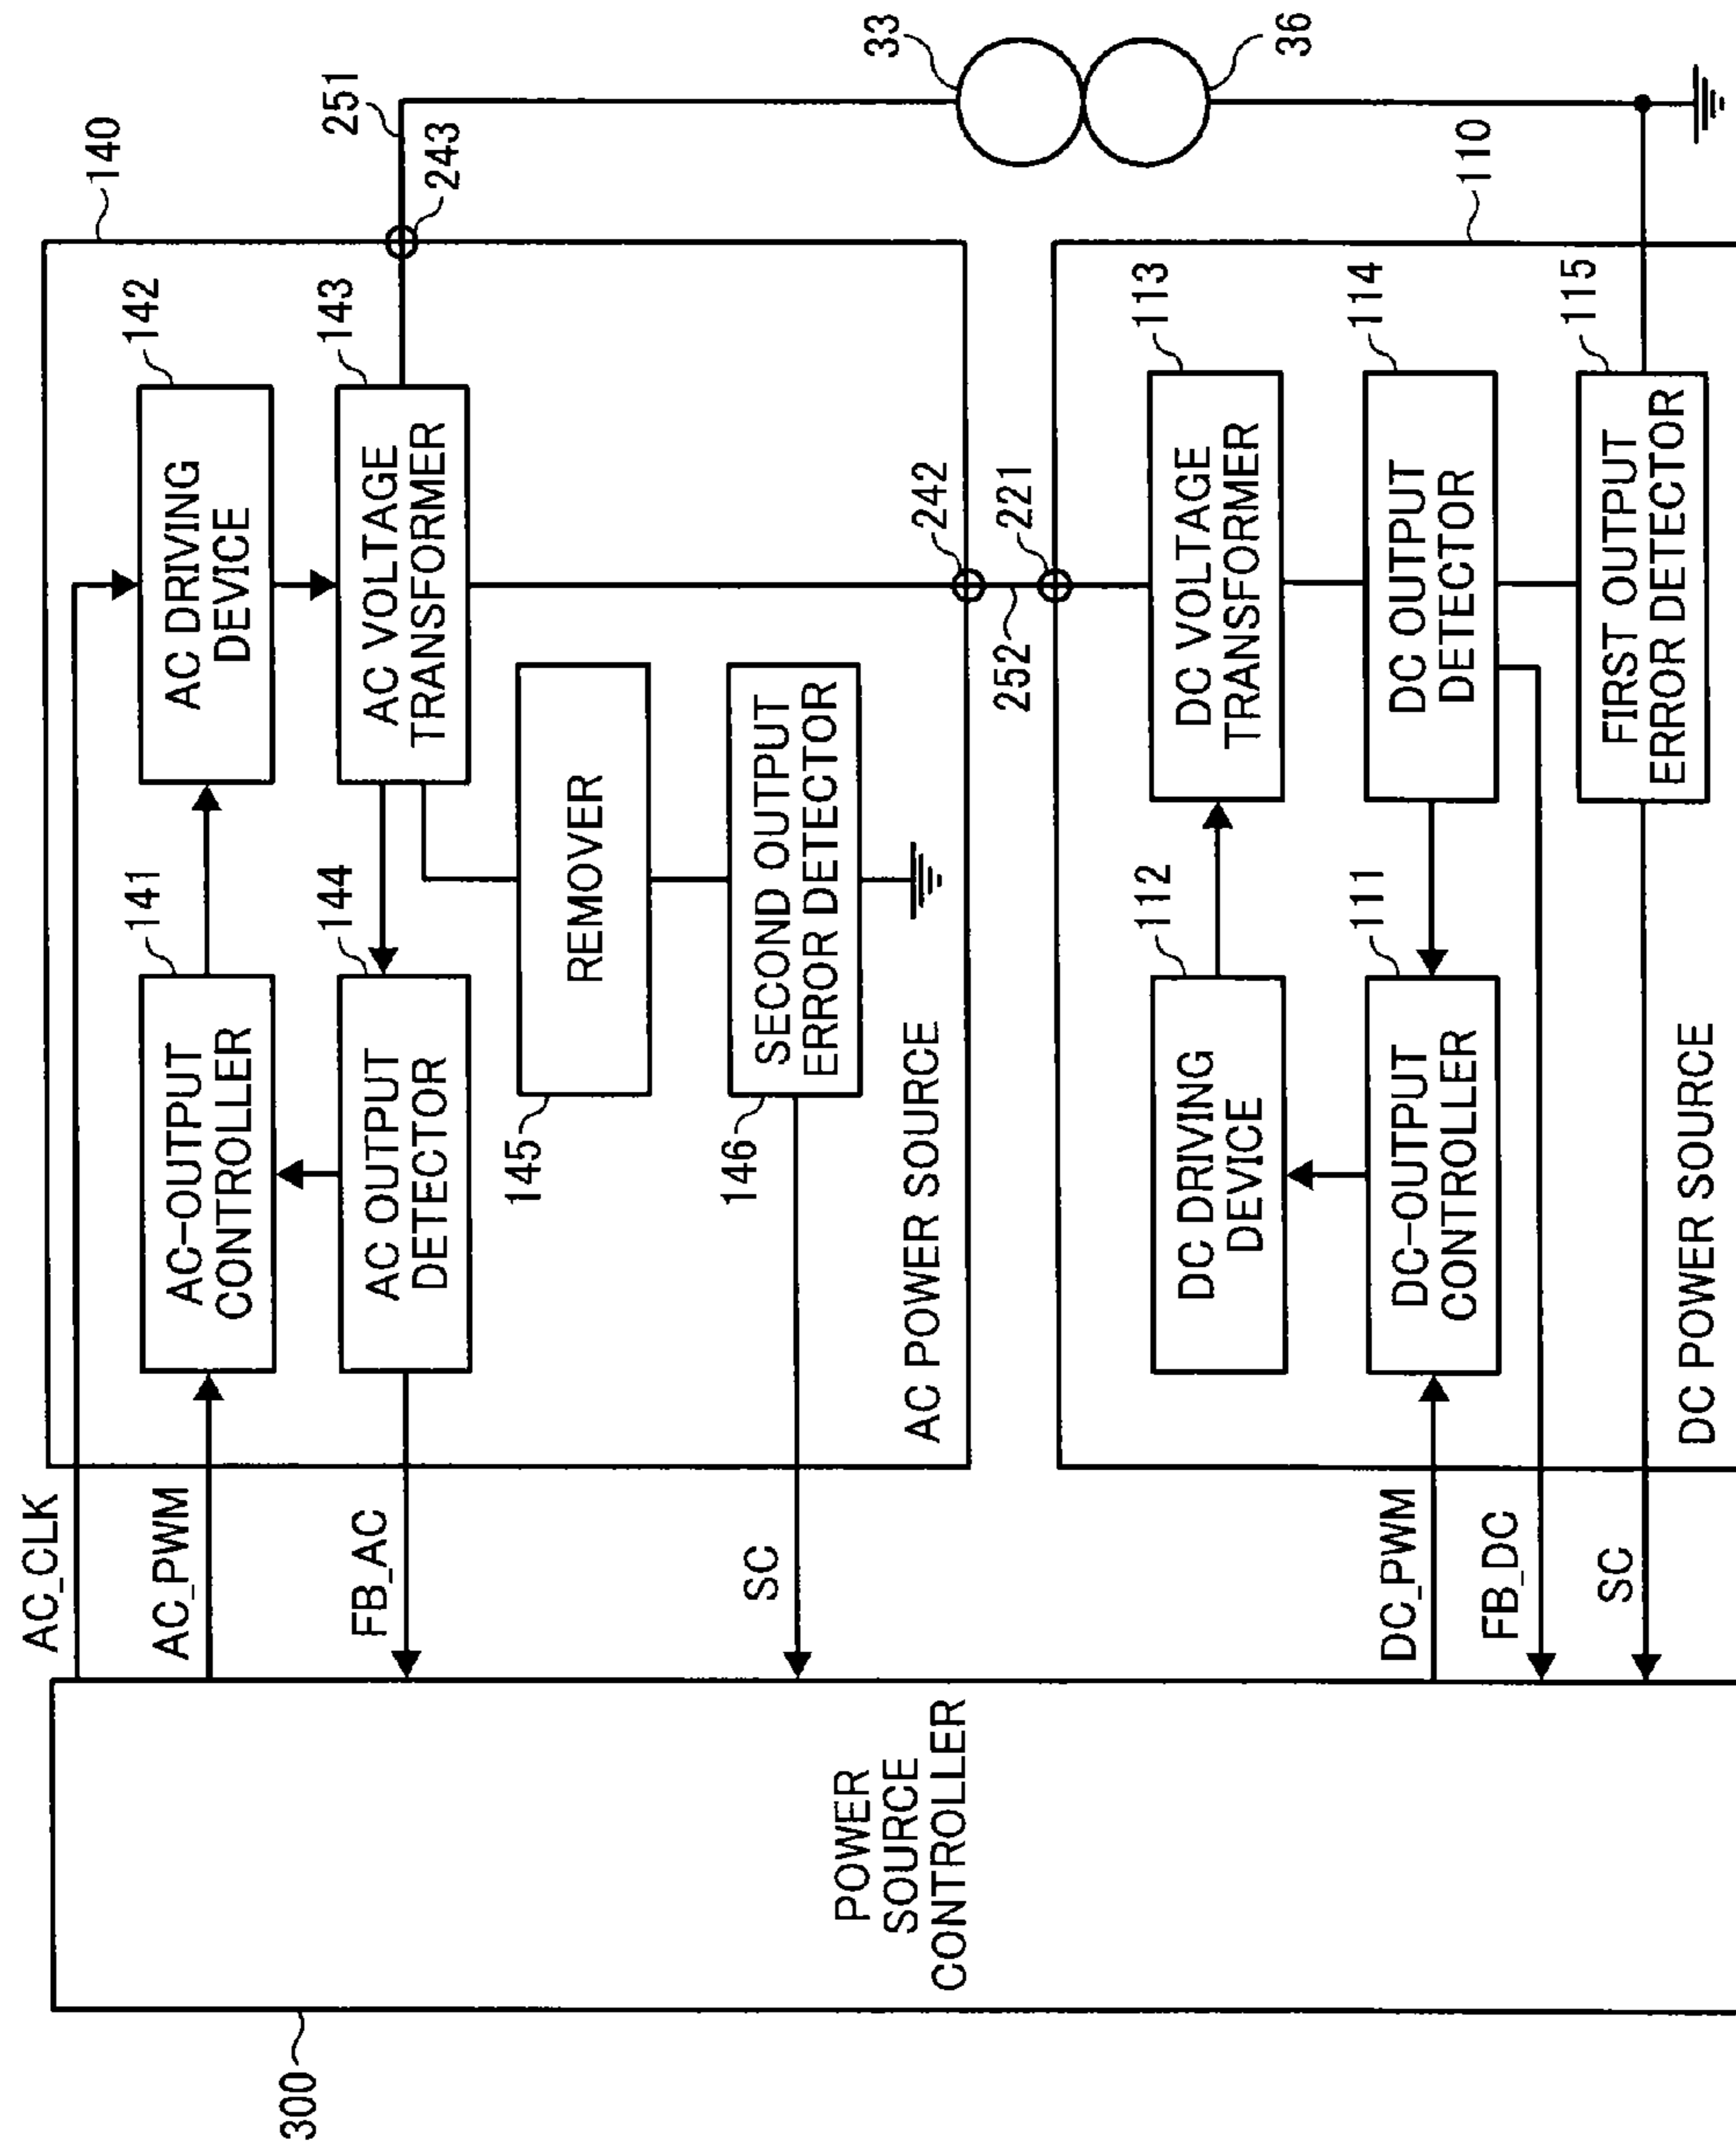 300
POWER
SOURCE
CONTROLLER
AC_CLK
AC_PWM
FB_AC
SC
DC_PWM
FB_DC
SC
140
141
AC-OUTPUT
CONTROLLER
142
AC DRIVING
DEVICE
144
AC OUTPUT
DETECTOR
143
AC VOLTAGE
TRANSFORMER
145
REMOVER
146
SECOND OUTPUT
ERROR DETECTOR
AC POWER SOURCE
251
243
242
252
221
33
36
110
112
DC DRIVING
DEVICE
113
DC VOLTAGE
TRANSFORMER
111
DC-OUTPUT
CONTROLLER
114
DC OUTPUT
DETECTOR
115
FIRST OUTPUT
ERROR DETECTOR
DC POWER SOURCE